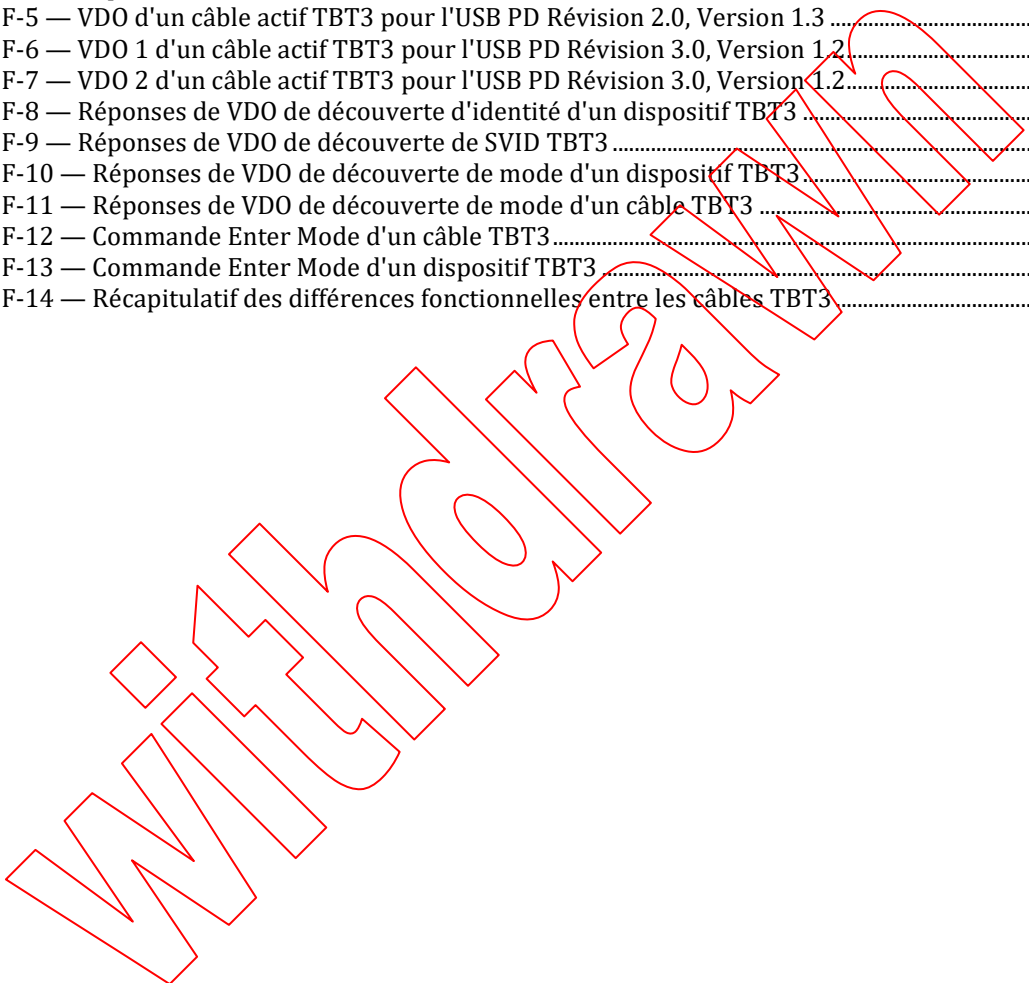 F-5 — VDO d'un câble actif TBT3 pour l'USB PD Révision 2.0, Version 1.3
F-6 — VDO 1 d'un câble actif TBT3 pour l'USB PD Révision 3.0, Version 1.2
F-7 — VDO 2 d'un câble actif TBT3 pour l'USB PD Révision 3.0, Version 1.2
F-8 — Réponses de VDO de découverte d'identité d'un dispositif TBT3
F-9 — Réponses de VDO de découverte de SVID TBT3
F-10 — Réponses de VDO de découverte de mode d'un dispositif TBT3
F-11 — Réponses de VDO de découverte de mode d'un câble TBT3
F-12 — Commande Enter Mode d'un câble TBT3
F-13 — Commande Enter Mode d'un dispositif TBT3
F-14 — Récapitulatif des différences fonctionnelles entre les câbles TBT3
withdrawn